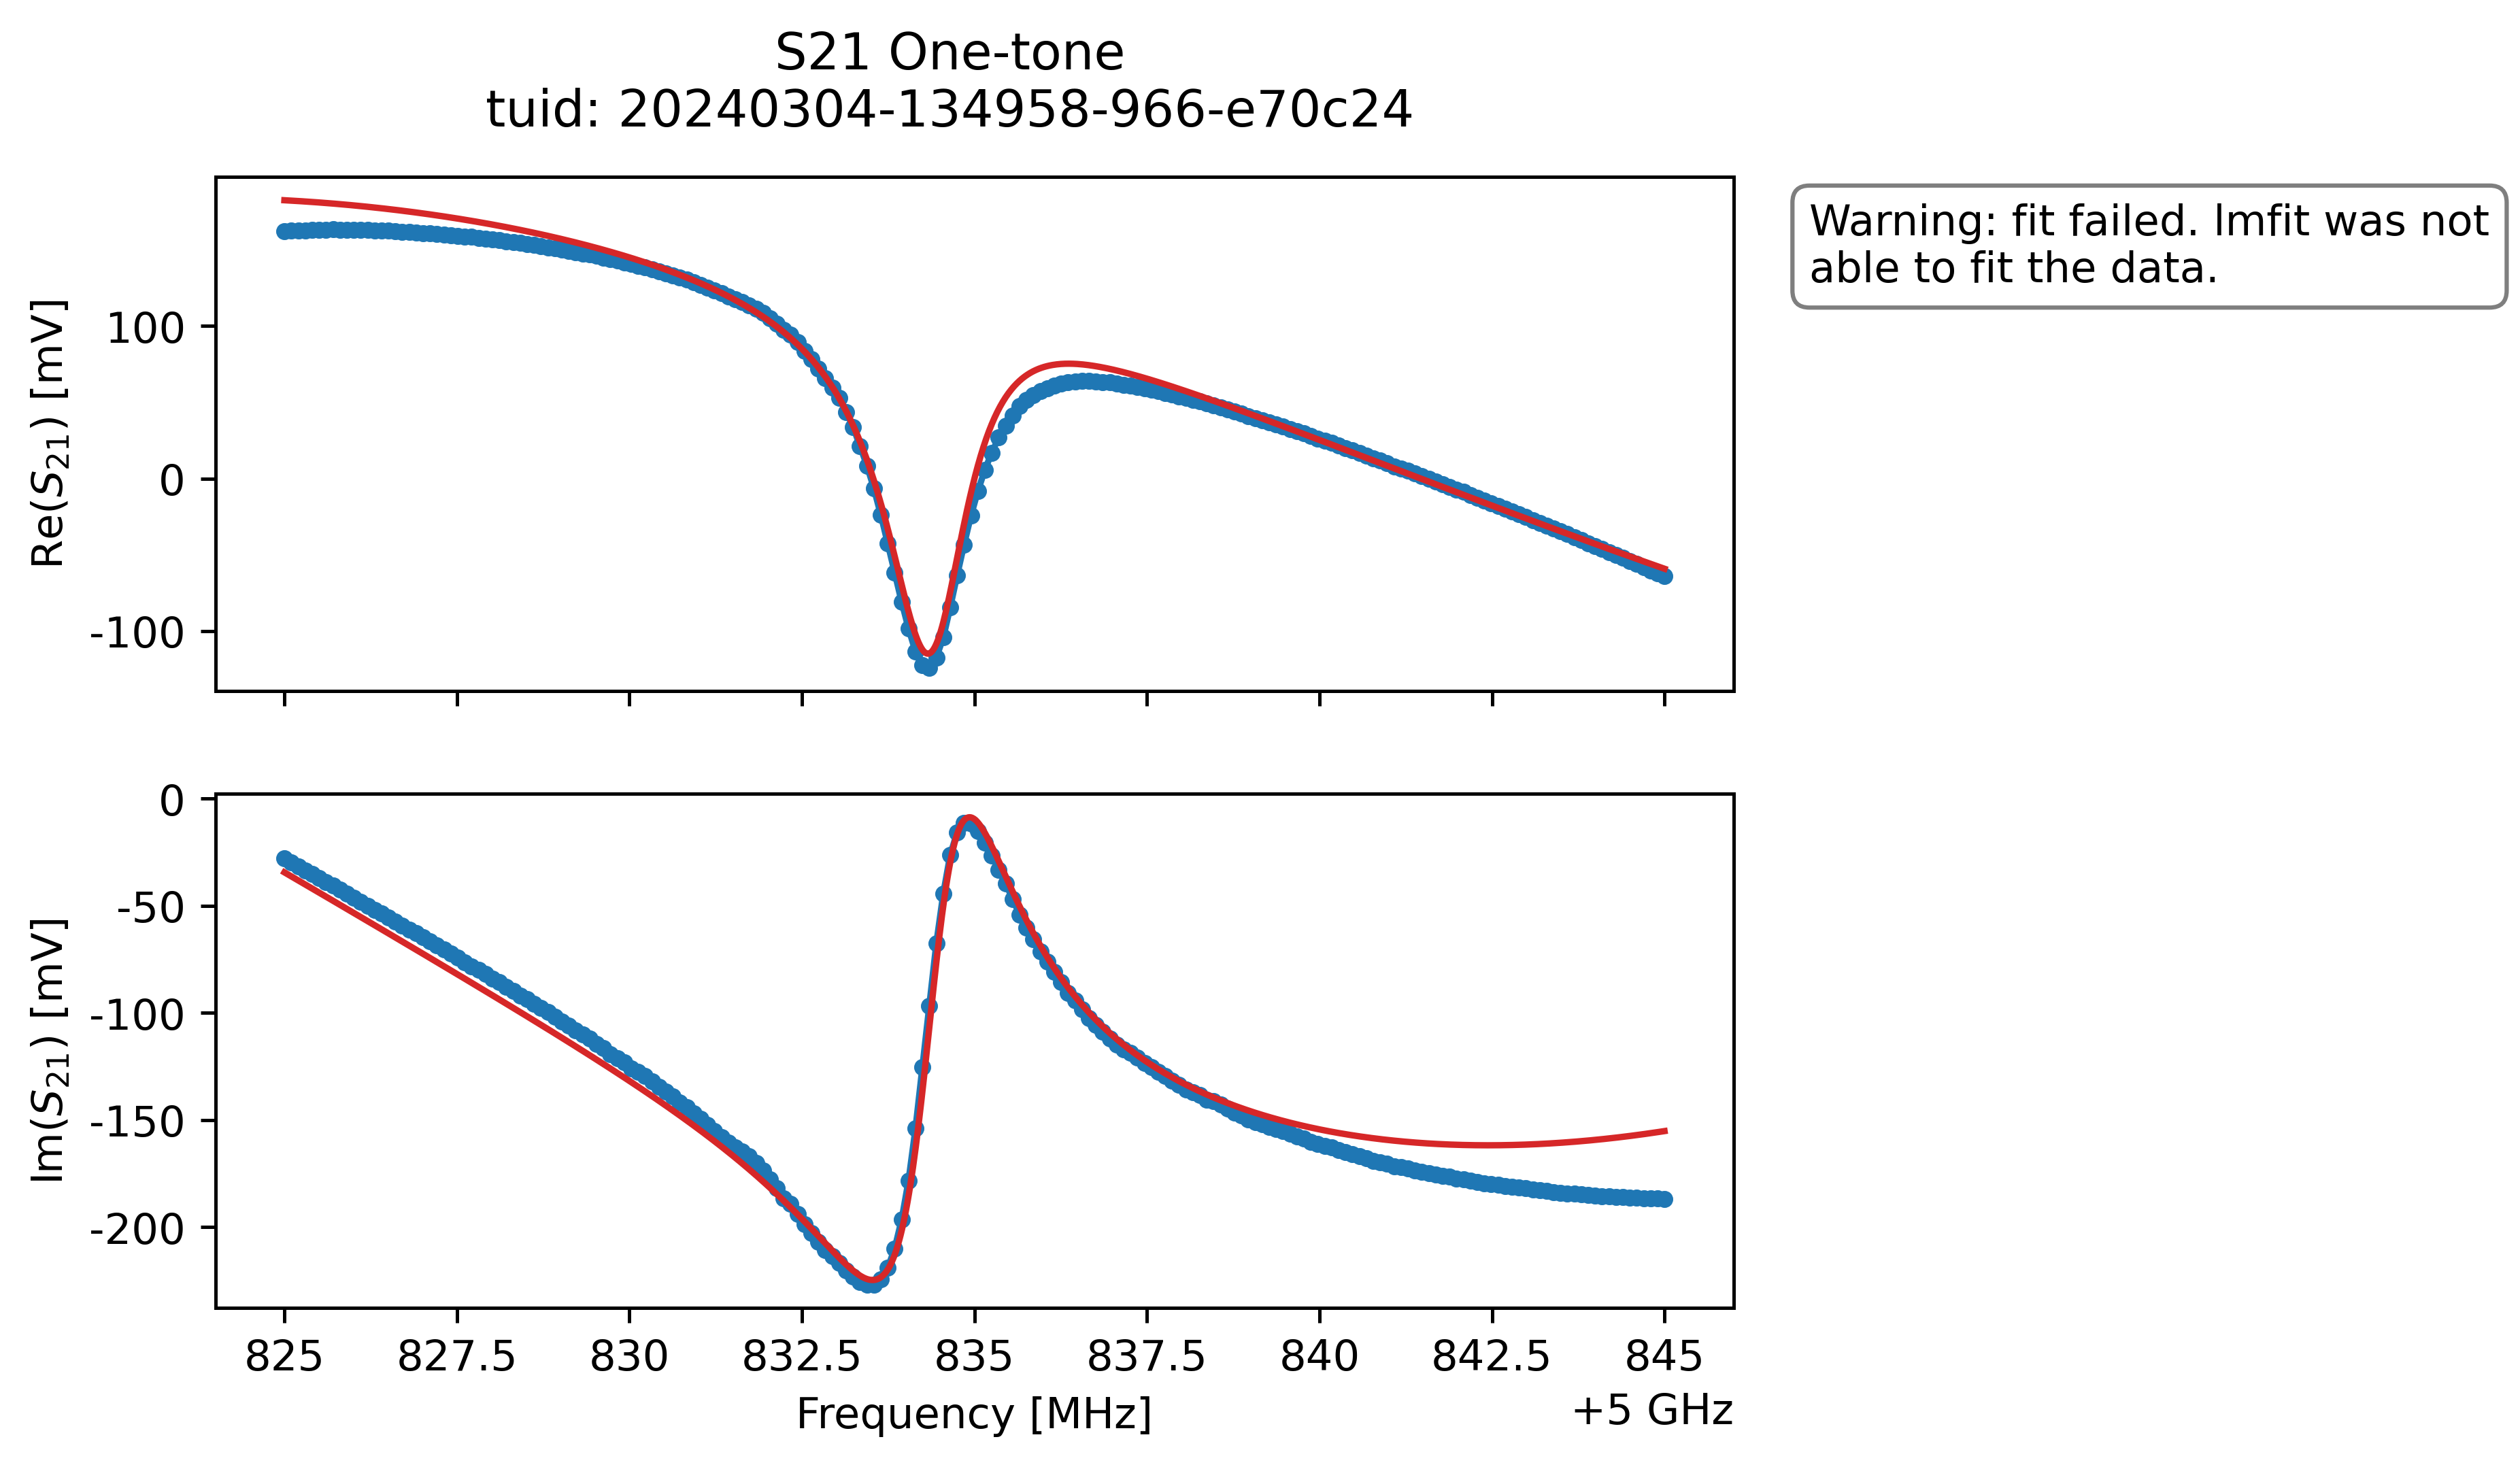 S21 One-tone
tuid: 20240304-134958-966-e70c24
Warning: fit failed. lmfit was not
able to fit the data.
Re(S21) [mV]
100
0
-100
Im(S21) [mV]
0
-50
-100
-150
-200
825 827.5 830 832.5 835 837.5 840 842.5 845
Frequency [MHz]
+5 GHz